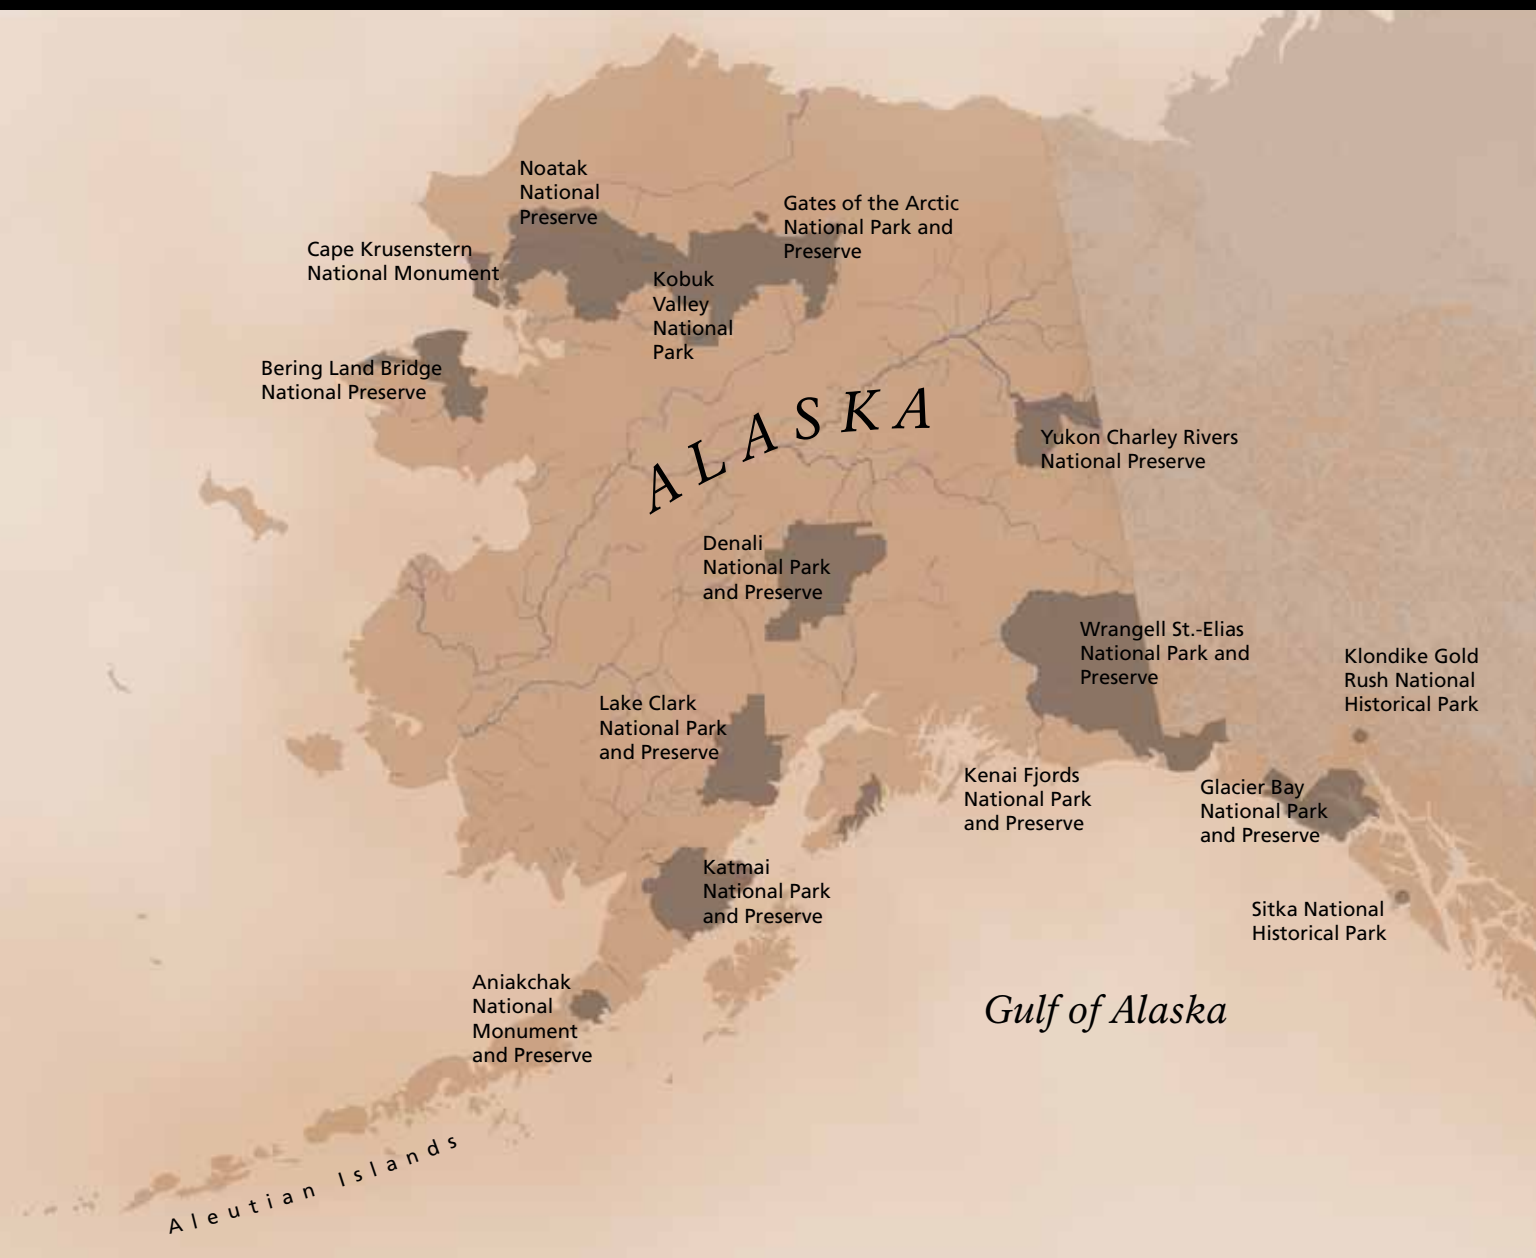 Noatak
National
Preserve
Gates of the Arctic
National Park and
Preserve
Cape Krusenstern
National Monument
Kobuk
Valley
National
Park
Bering Land Bridge
National Preserve
ALASKA
Yukon Charley Rivers
National Preserve
Denali
National Park
and Preserve
Wrangell St.-Elias
National Park and
Preserve
Klondike Gold
Rush National
Historical Park
Lake Clark
National Park
and Preserve
Kenai Fjords
National Park
and Preserve
Glacier Bay
National Park
and Preserve
Katmai
National Park
and Preserve
Sitka National
Historical Park
Aniakchak
National
Monument
and Preserve
Gulf of Alaska
Aleutian Islands